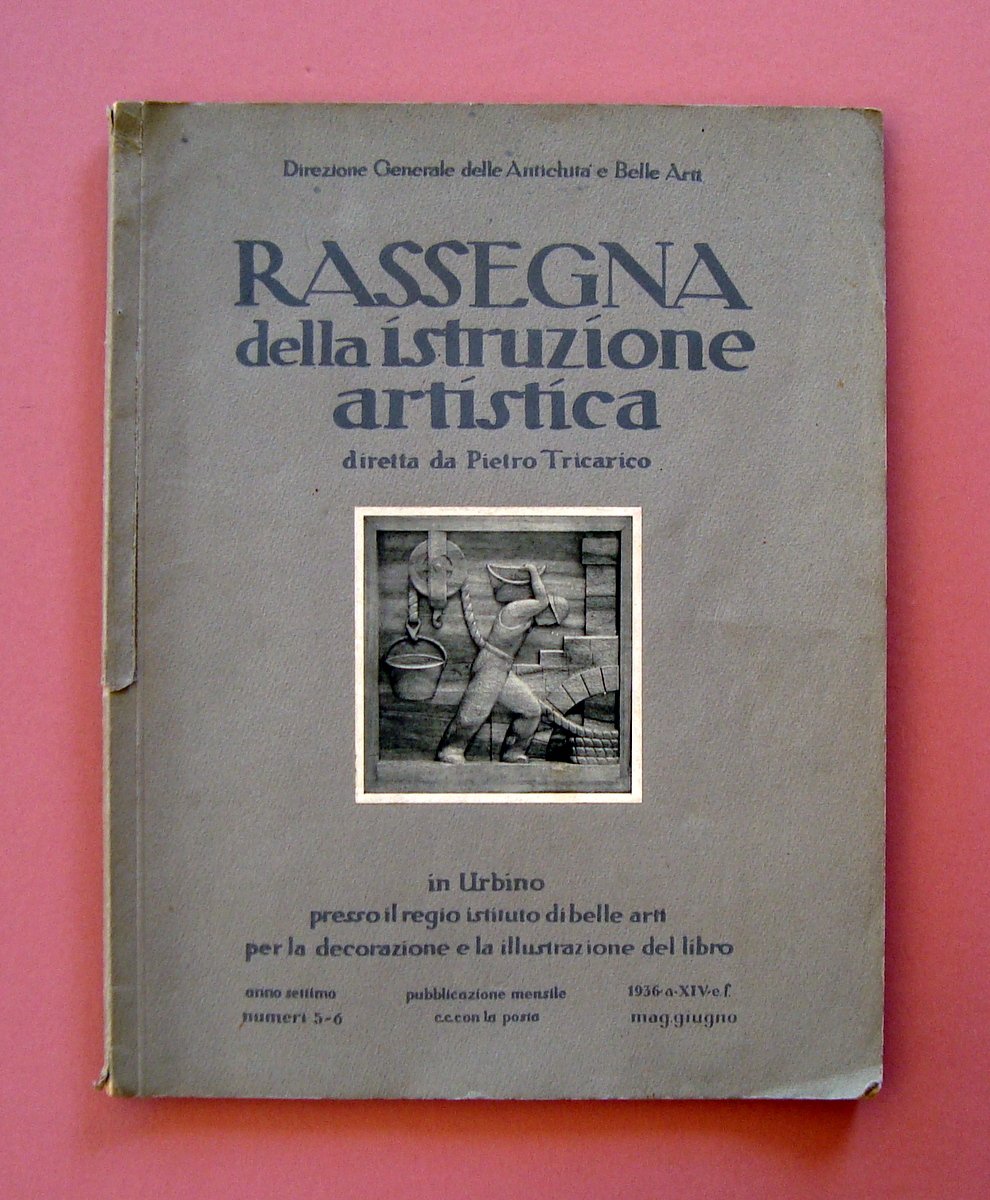 Direzione Generale delle Antichità e Belle Arti
RASSEGNA
della istruzione
artistica
diretta da Pietro Tricarico
in Urbino
presso il regio istituto di belle arti
per la decorazione e la illustrazione del libro
anno settimo pubblicazione mensile 1936-a-XIV-e.f.
numeri 5-6 c.c.con la posta mag.giugno